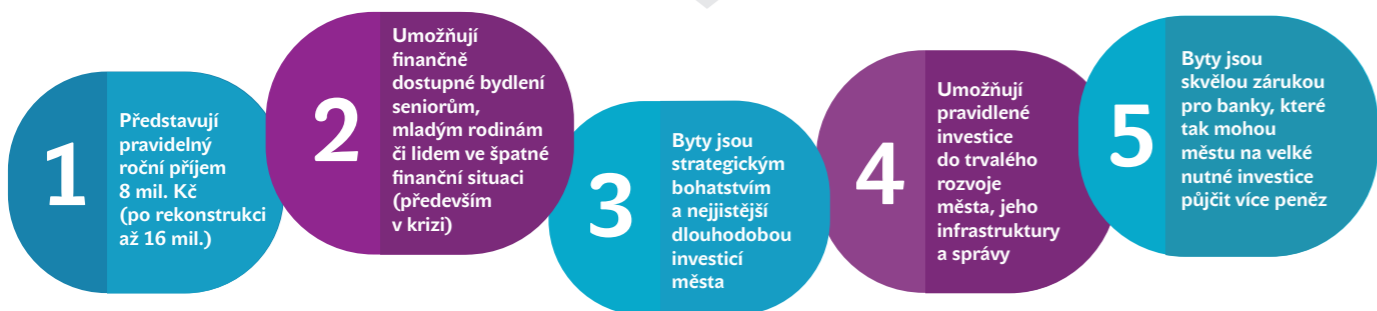 1
Představují
pravidelný
roční příjem
8 mil. Kč
(po rekonstrukci
až 16 mil.)
2
Umožňují
finančně
dostupné bydlení
seniorům,
mladým rodinám
či lidem ve špatné
finanční situaci
(především
v krizi)
3
Byty jsou
strategickým
bohatstvím
a nejjistější
dlouhodobou
investicí
města
4
Umožňují
pravidlené
investice
do trvalého
rozvoje
města, jeho
infrastruktury
a správy
5
Byty jsou
skvělou zárukou
pro banky, které
tak mohou
městu na velké
nutné investice
půjčit více peněz